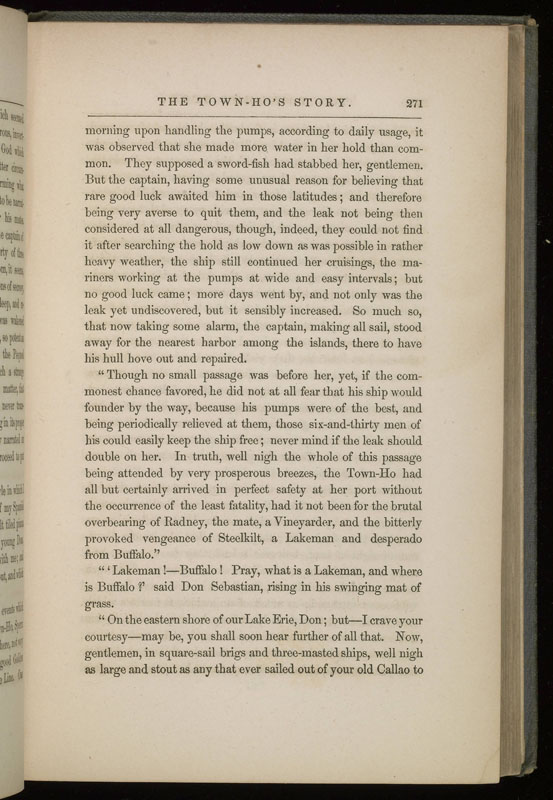 THE TOWN-HO'S STORY. 271
morning upon handling the pumps, according to daily usage, it
was observed that she made more water in her hold than com-
mon. They supposed a sword-fish had stabbed her, gentlemen.
But the captain, having some unusual reason for believing that
rare good luck awaited him in those latitudes; and therefore
being very averse to quit them, and the leak not being then
considered at all dangerous, though, indeed, they could not find
it after searching the hold as low down as was possible in rather
heavy weather, the ship still continued her cruisings, the ma-
riners working at the pumps at wide and easy intervals; but
no good luck came; more days went by, and not only was the
leak yet undiscovered, but it sensibly increased. So much so,
that now taking some alarm, the captain, making all sail, stood
away for the nearest harbor among the islands, there to have
his hull hove out and repaired.
"Though no small passage was before her, yet, if the com-
monest chance favored, he did not at all fear that his ship would
founder by the way, because his pumps were of the best, and
being periodically relieved at them, those six-and-thirty men of
his could easily keep the ship free; never mind if the leak should
double on her. In truth, well nigh the whole of this passage
being attended by very prosperous breezes, the Town-Ho had
all but certainly arrived in perfect safety at her port without
the occurrence of the least fatality, had it not been for the brutal
overbearing of Radney, the mate, a Vineyarder, and the bitterly
provoked vengeance of Steelkilt, a Lakeman and desperado
from Buffalo."
"'Lakeman!—Buffalo! Pray, what is a Lakeman, and where
is Buffalo?' said Don Sebastian, rising in his swinging mat of
grass.
"On the eastern shore of our Lake Erie, Don; but—I crave your
courtesy—may be, you shall soon hear further of all that. Now,
gentlemen, in square-sail brigs and three-masted ships, well nigh
as large and stout as any that ever sailed out of your old Callao to